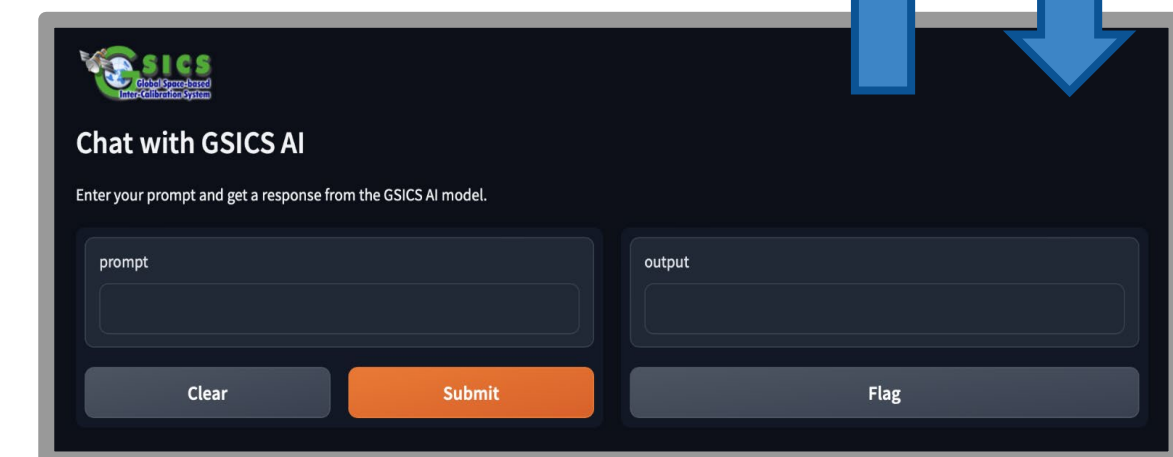 GSICS
Global Space-based
Inter-Calibration System
Chat with GSICS AI
Enter your prompt and get a response from the GSICS AI model.
prompt
output
Clear
Submit
Flag